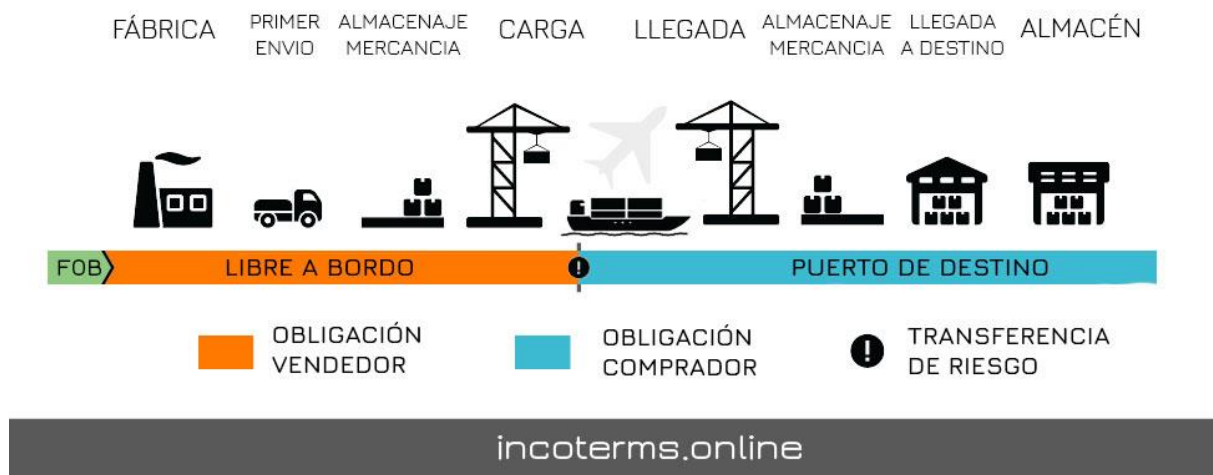 FÁBRICA
PRIMER
ENVIO
ALMACENAJE
MERCANCIA
CARGA
LLEGADA
ALMACENAJE
MERCANCIA
LLEGADA
A DESTINO
ALMACÉN
FOB
LIBRE A BORDO
PUERTO DE DESTINO
OBLIGACIÓN
VENDEDOR
OBLIGACIÓN
COMPRADOR
TRANSFERENCIA
DE RIESGO
incoterms.online